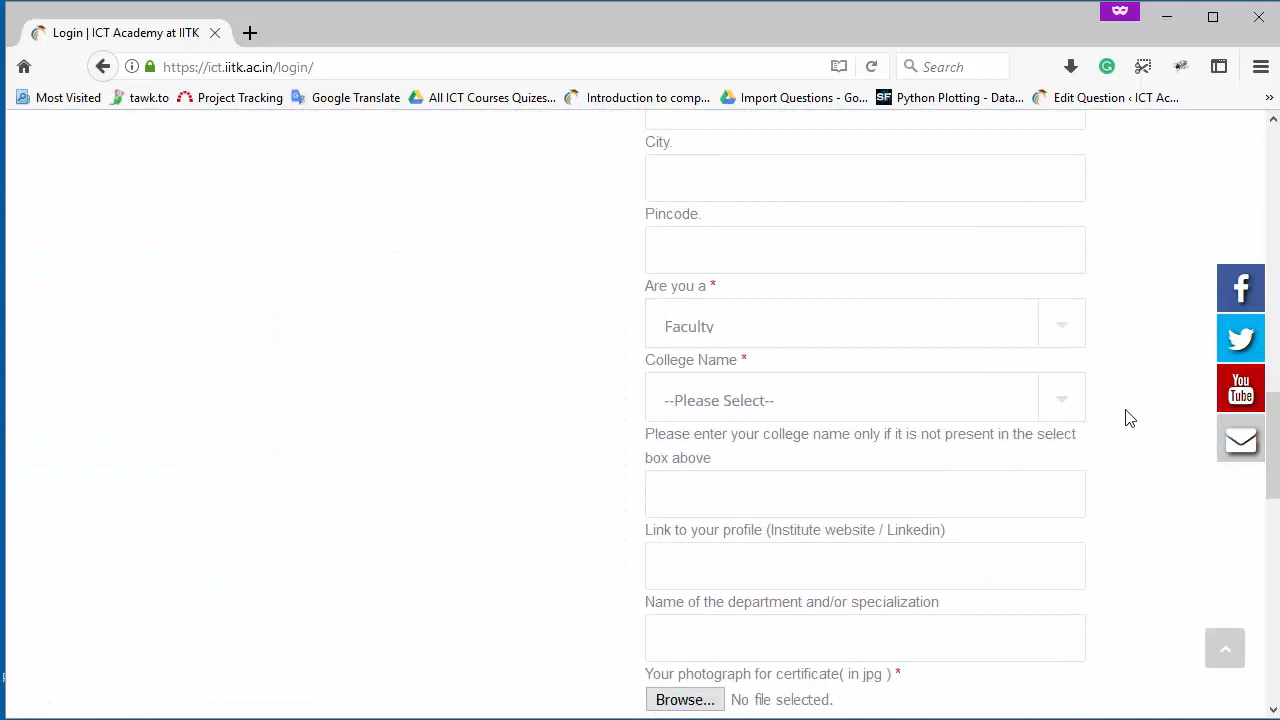 Login | ICT Academy at IITK
https://ict.iitk.ac.in/login/
Search
Most Visited
tawk.to
Project Tracking
Google Translate
All ICT Courses Quizes...
Introduction to comp...
Import Questions - Go...
SF
Python Plotting - Data...
Edit Question ‹ ICT Ac...
City.
Pincode.
Are you a *
Faculty
College Name *
--Please Select--
Please enter your college name only if it is not present in the select
box above
Link to your profile (Institute website / Linkedin)
Name of the department and/or specialization
Your photograph for certificate( in jpg ) *
Browse... No file selected.
You
Tube